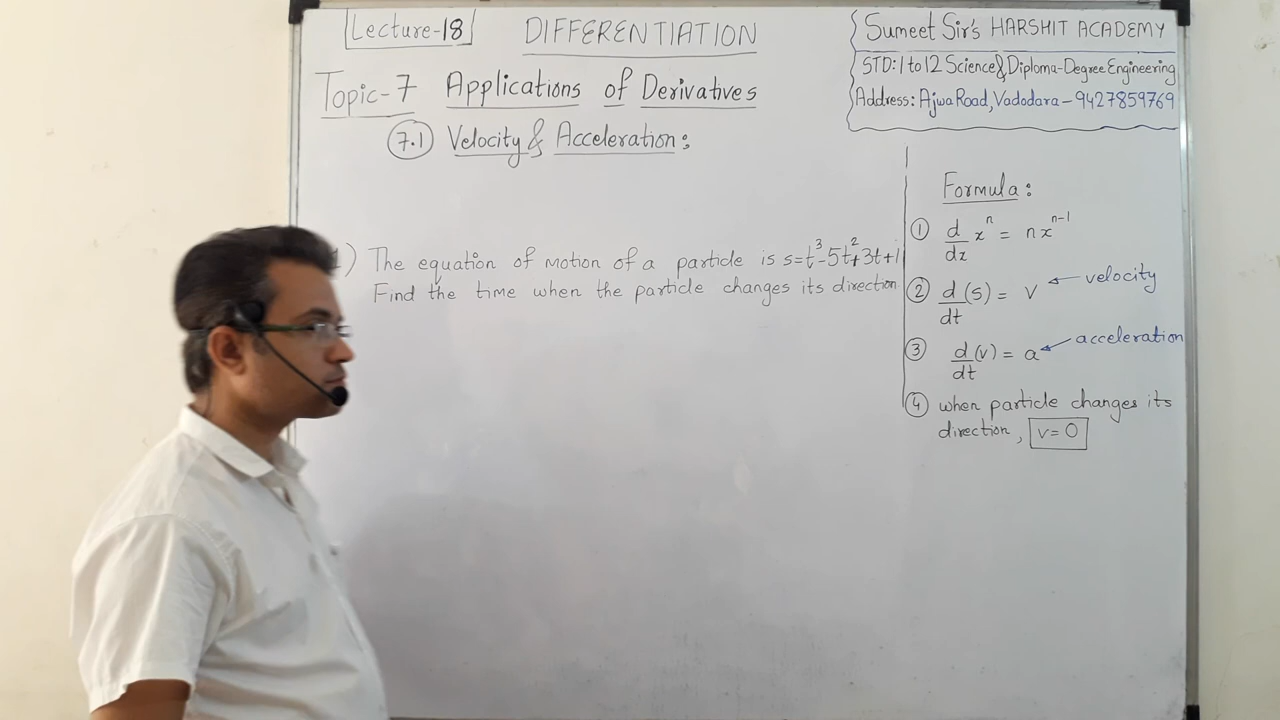 Lecture-18 DIFFERENTIATION
Topic-7 Applications of Derivatives
7.1 Velocity & Acceleration:
Sumeet Sir's HARSHIT ACADEMY
STD: 1 to 12 Science & Diploma-Degree Engineering
Address: Ajwa Road, Vadodara - 9427859769
) The equation of motion of a particle is s=t³-5t²+3t+1
Find the time when the particle changes its direction
Formula:
① d/dx xⁿ = nxⁿ⁻¹
② d/dt (s) = v ← velocity
③ d/dt (v) = a ← acceleration
④ when particle changes its
direction, v=0